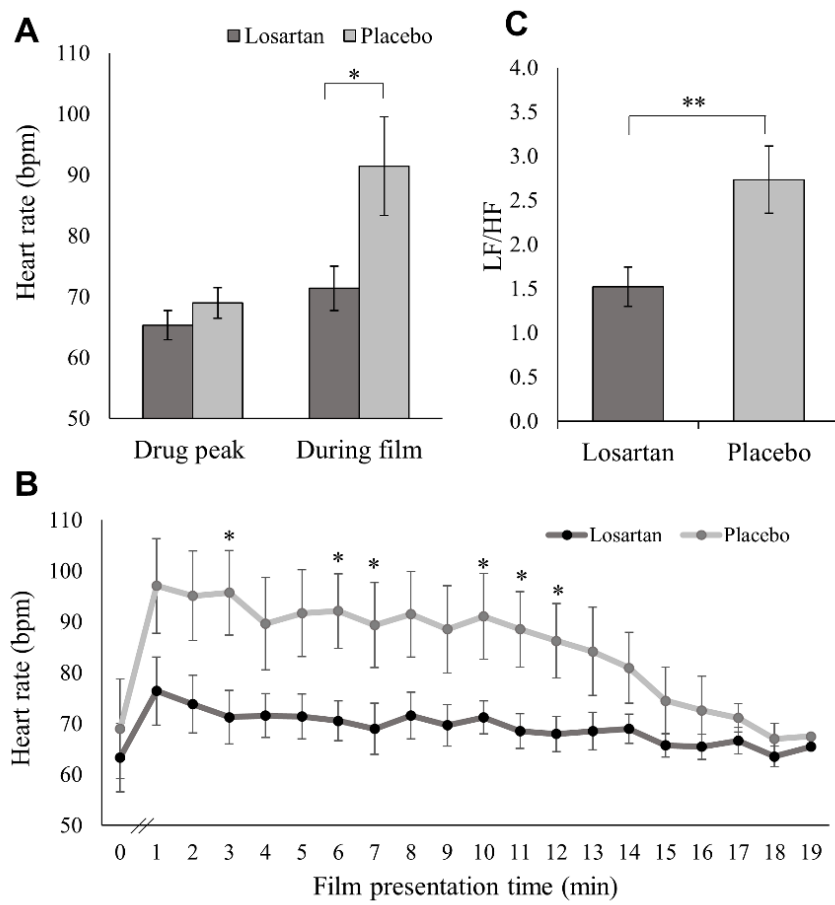 A
Losartan Placebo
Heart rate (bpm)
110
100
90
80
70
60
50
*
Drug peak During film
C
LF/HF
4.0
3.5
3.0
2.5
2.0
1.5
1.0
0.5
0.0
**
Losartan Placebo
B
Losartan Placebo
Heart rate (bpm)
110
100
90
80
70
60
50
* * * * * *
0 1 2 3 4 5 6 7 8 9 10 11 12 13 14 15 16 17 18 19
Film presentation time (min)